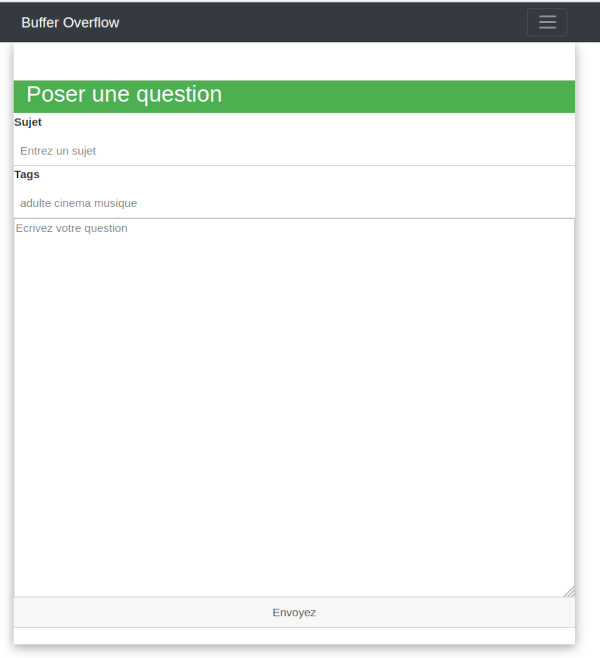 Buffer Overflow
Poser une question
Sujet
Entrez un sujet
Tags
adulte cinema musique
Ecrivez votre question
Envoyez